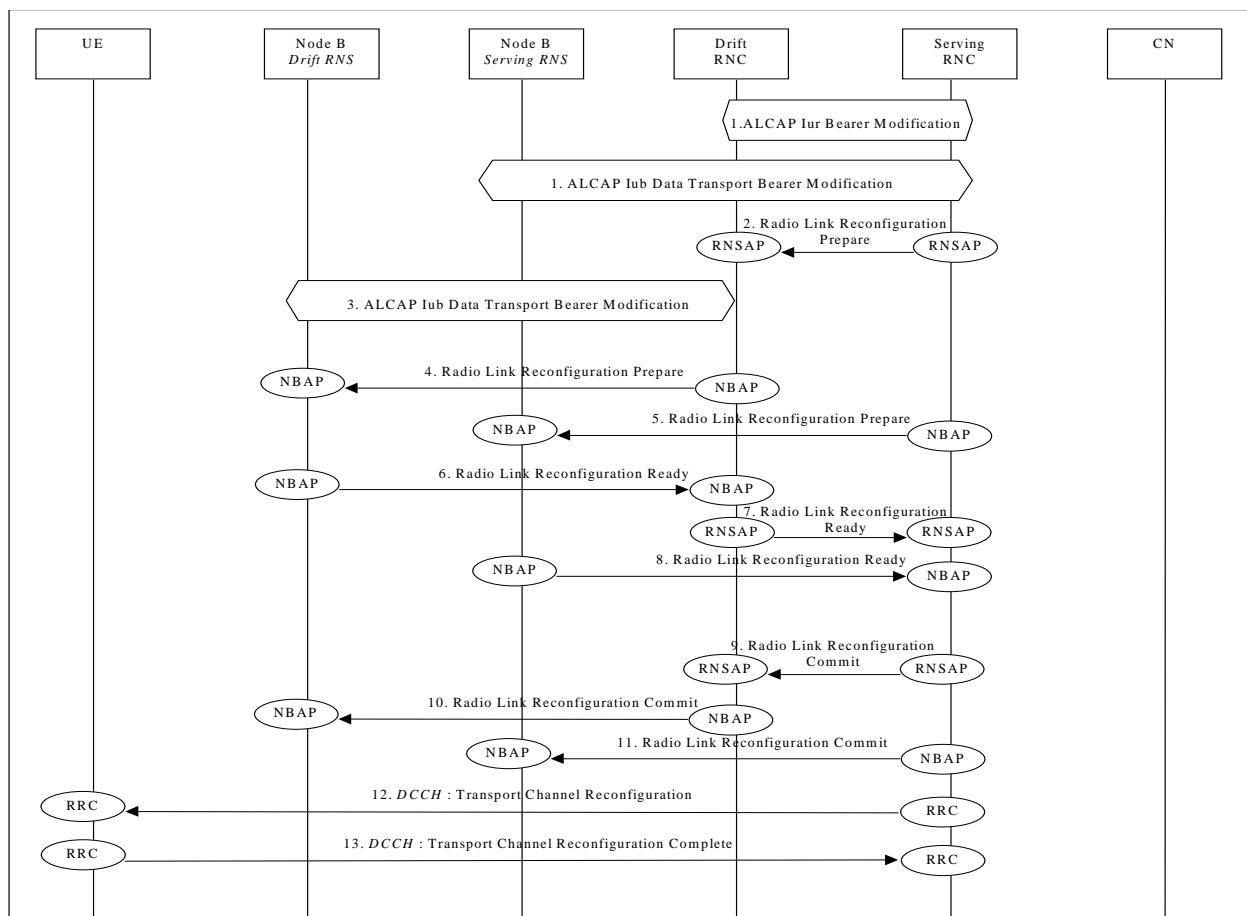 UE
Node B
Drift RNS
Node B
Serving RNS
Drift
RNC
Serving
RNC
CN
1.ALCAP Iur Bearer Modification
1. ALCAP Iub Data Transport Bearer Modification
2. Radio Link Reconfiguration
Prepare
RNSAP
RNSAP
3. ALCAP Iub Data Transport Bearer Modification
4. Radio Link Reconfiguration Prepare
NBAP
NBAP
5. Radio Link Reconfiguration Prepare
NBAP
NBAP
6. Radio Link Reconfiguration Ready
NBAP
NBAP
7. Radio Link Reconfiguration
Ready
RNSAP
RNSAP
8. Radio Link Reconfiguration Ready
NBAP
NBAP
9. Radio Link Reconfiguration
Commit
RNSAP
RNSAP
10. Radio Link Reconfiguration Commit
NBAP
NBAP
11. Radio Link Reconfiguration Commit
NBAP
NBAP
12. DCCH : Transport Channel Reconfiguration
RRC
RRC
13. DCCH : Transport Channel Reconfiguration Complete
RRC
RRC